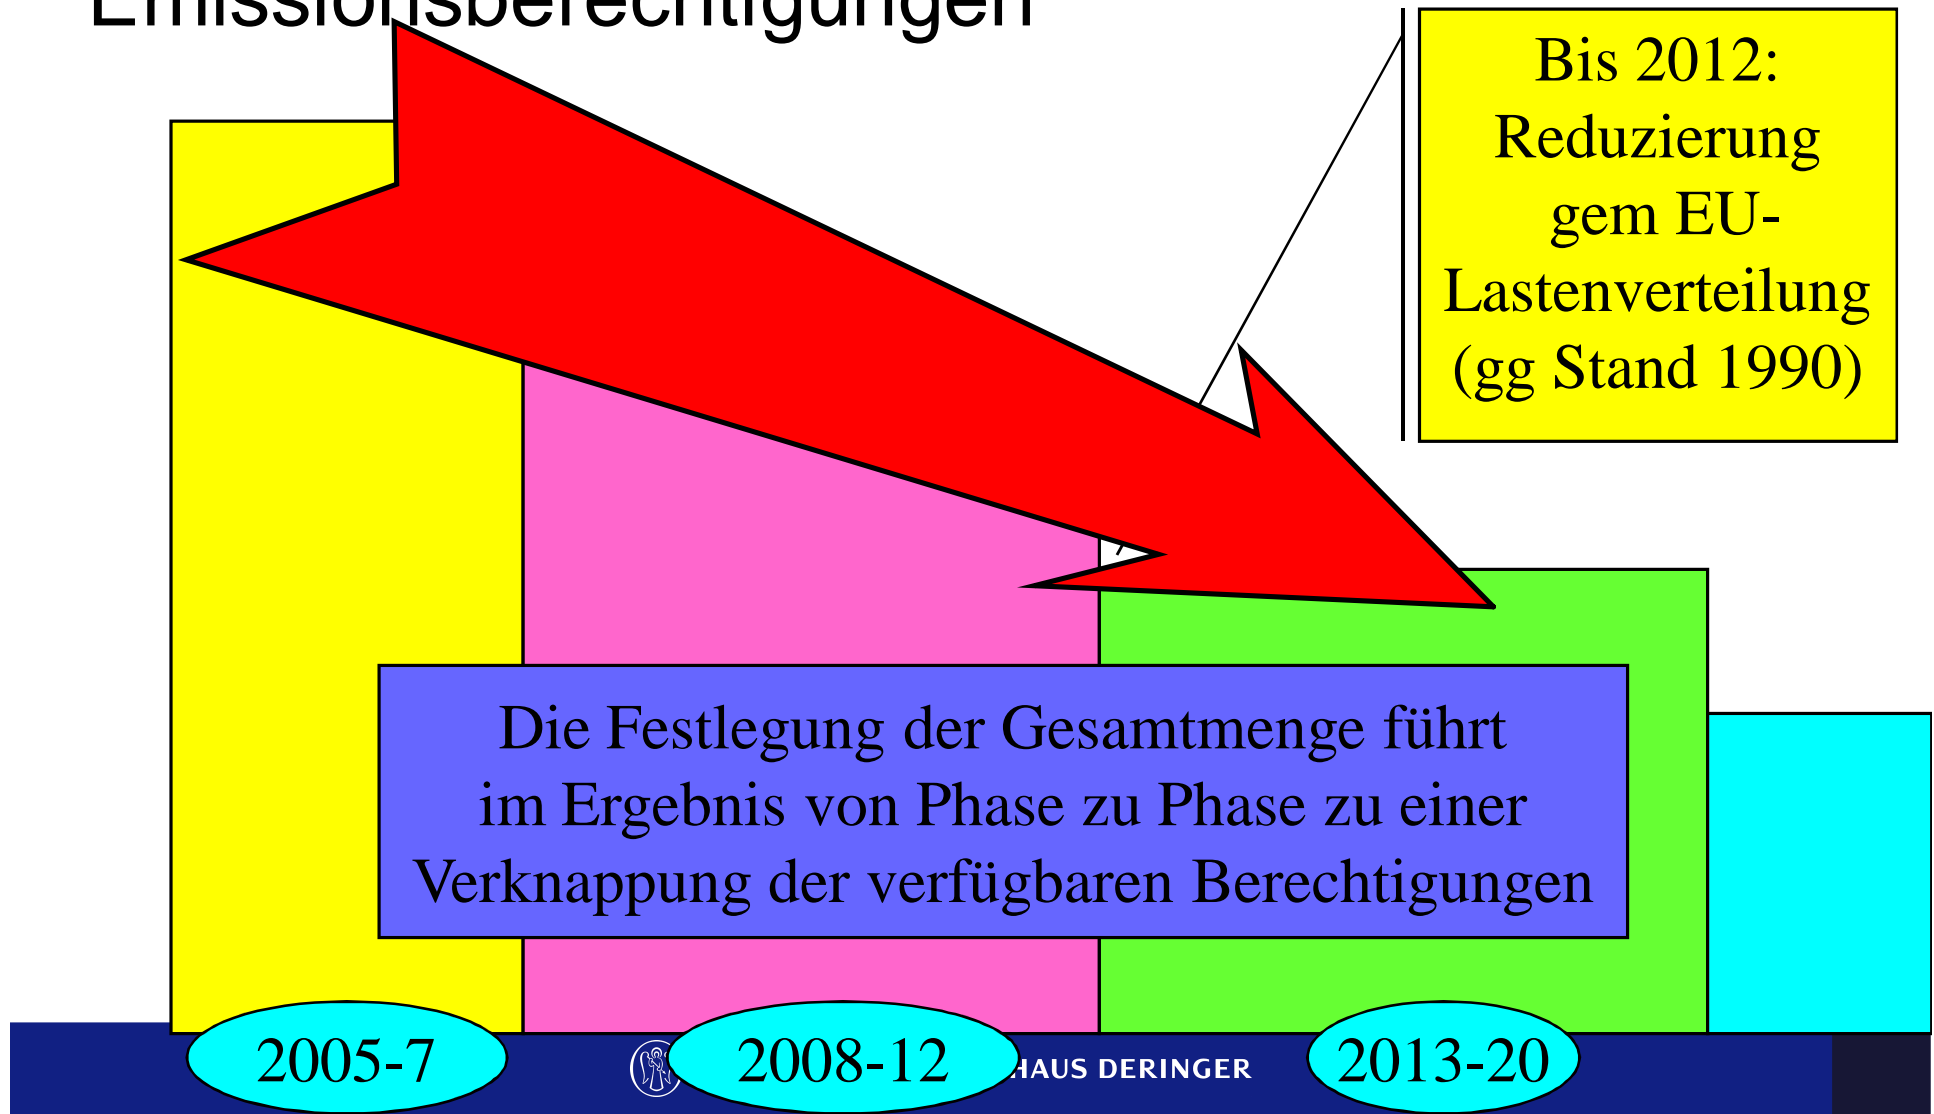 Emissionsberechtigungen
Bis 2012:
Reduzierung
gem EU-
Lastenverteilung
(gg Stand 1990)
Die Festlegung der Gesamtmenge führt
im Ergebnis von Phase zu Phase zu einer
Verknappung der verfügbaren Berechtigungen
2005-7
2008-12
HAUS DERINGER
2013-20